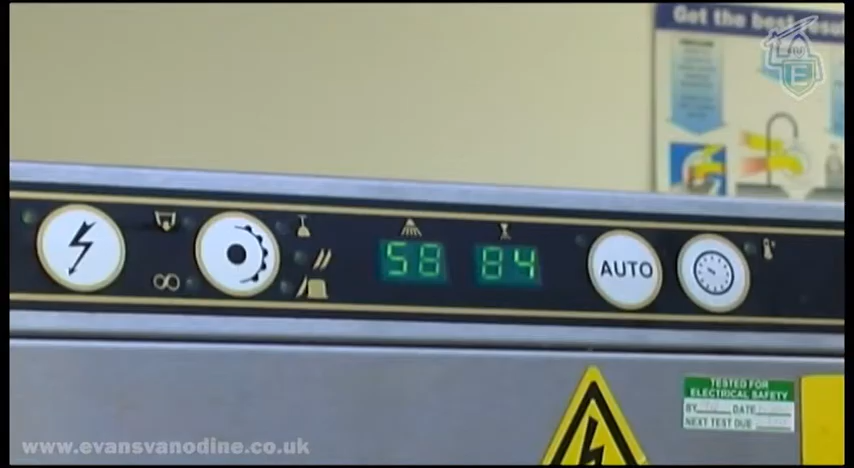 Get the best resu
E
58 84
AUTO
TESTED FOR
ELECTRICAL SAFETY
BY DATE
NEXT TEST DUE
www.evansvanodine.co.uk